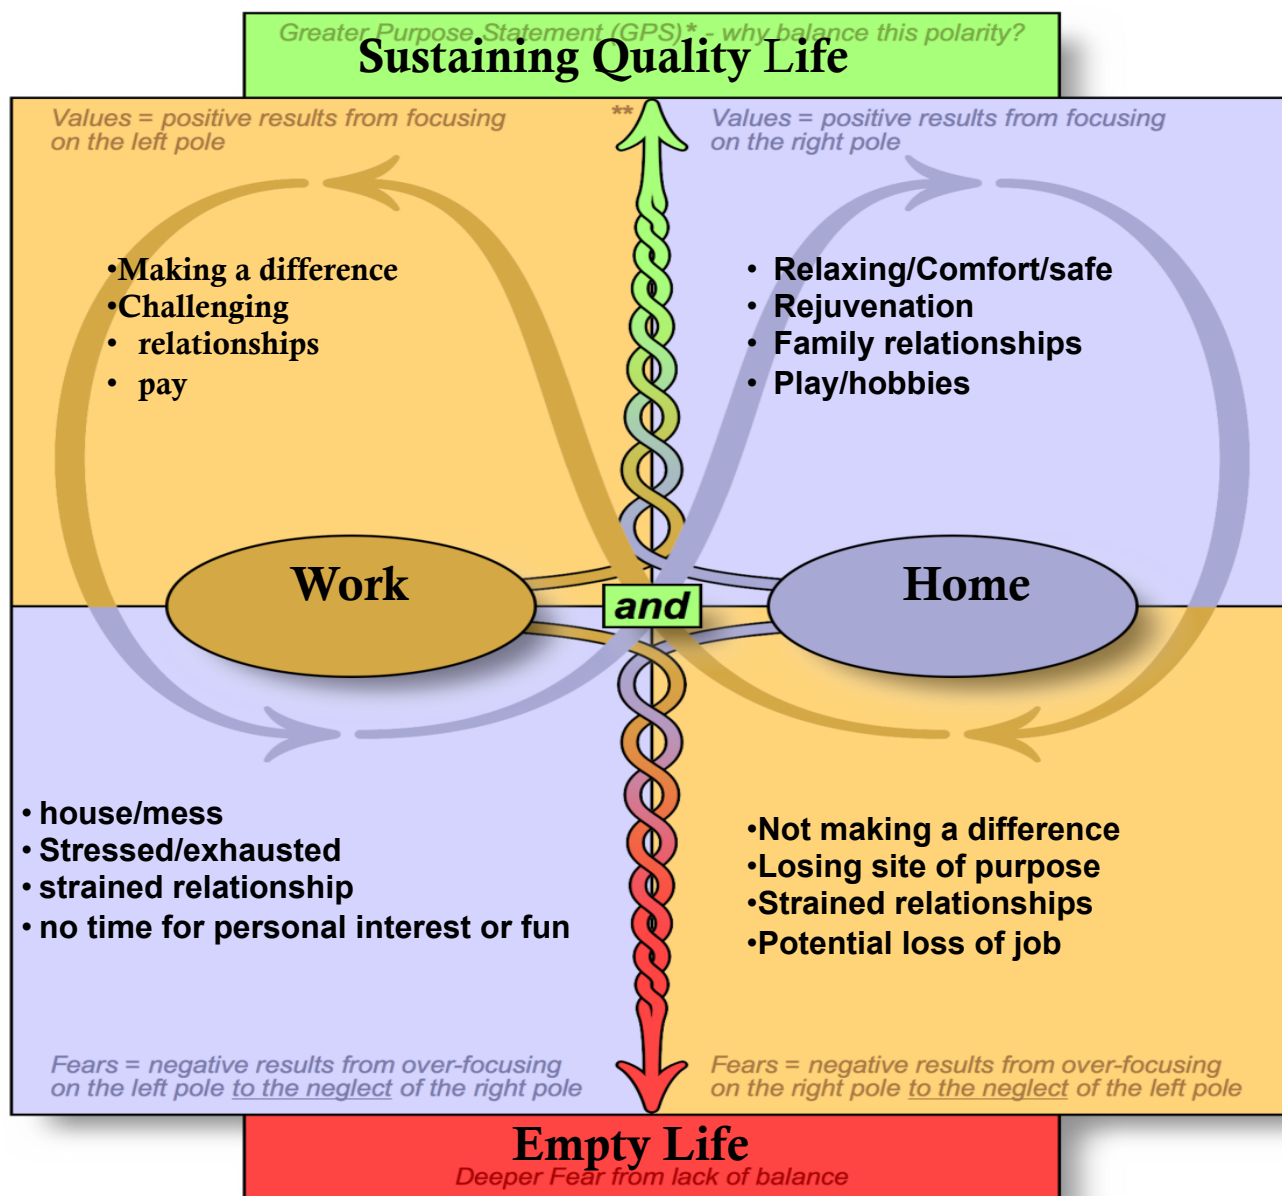 Greater Purpose Statement (GPS)* - why balance this polarity?
Sustaining Quality Life
Values = positive results from focusing
on the left pole
**
Values = positive results from focusing
on the right pole
•Making a difference
•Challenging
• relationships
• pay
• Relaxing/Comfort/safe
• Rejuvenation
• Family relationships
• Play/hobbies
Work
and
Home
• house/mess
• Stressed/exhausted
• strained relationship
• no time for personal interest or fun
•Not making a difference
•Losing site of purpose
•Strained relationships
•Potential loss of job
Fears = negative results from over-focusing
on the left pole to the neglect of the right pole
Fears = negative results from over-focusing
on the right pole to the neglect of the left pole
Empty Life
Deeper Fear from lack of balance